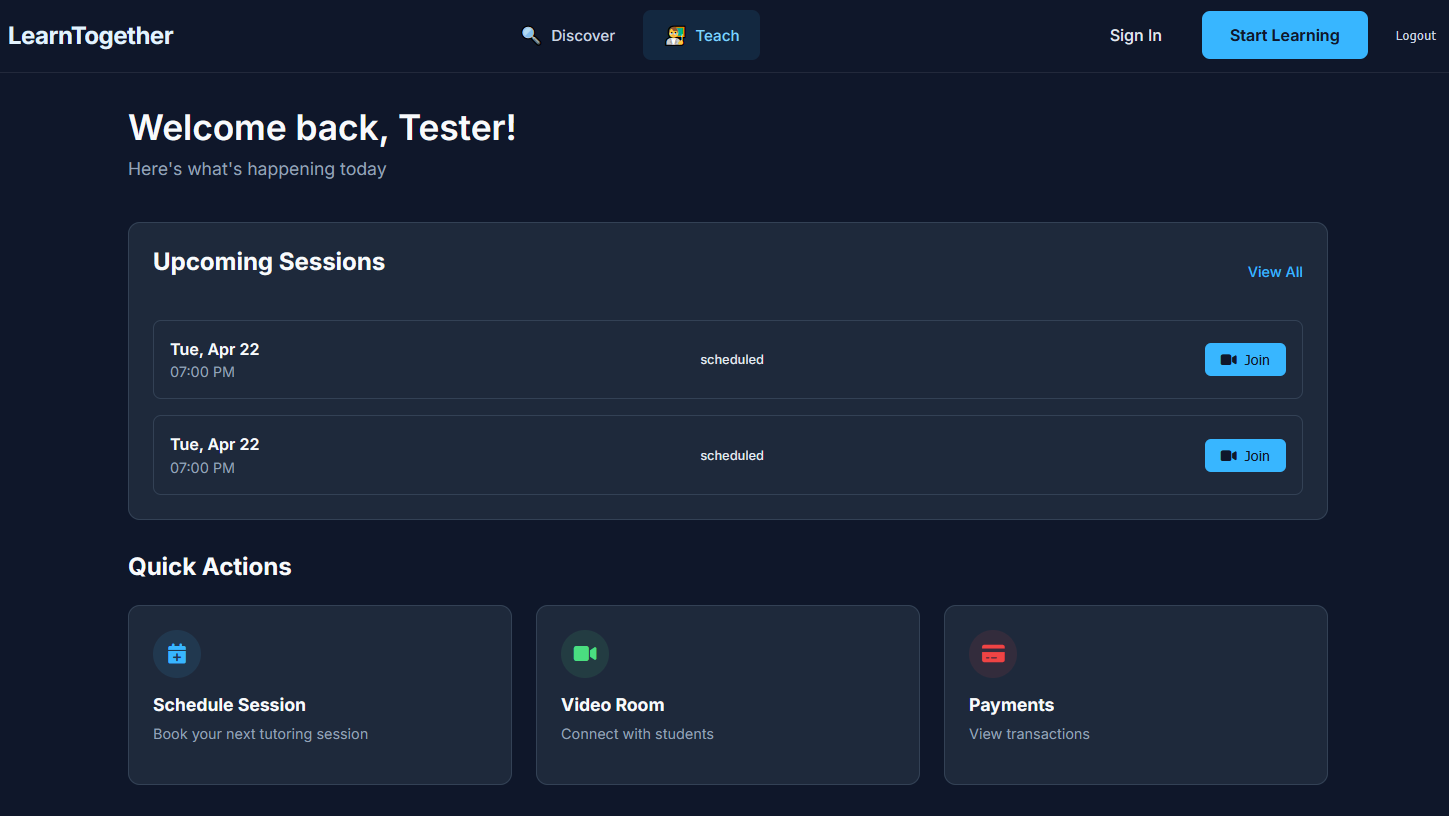 LearnTogether
Discover
Teach
Sign In
Start Learning
Logout
Welcome back, Tester!
Here's what's happening today
Upcoming Sessions
View All
Tue, Apr 22
07:00 PM
scheduled
Join
Tue, Apr 22
07:00 PM
scheduled
Join
Quick Actions
Schedule Session
Book your next tutoring session
Video Room
Connect with students
Payments
View transactions